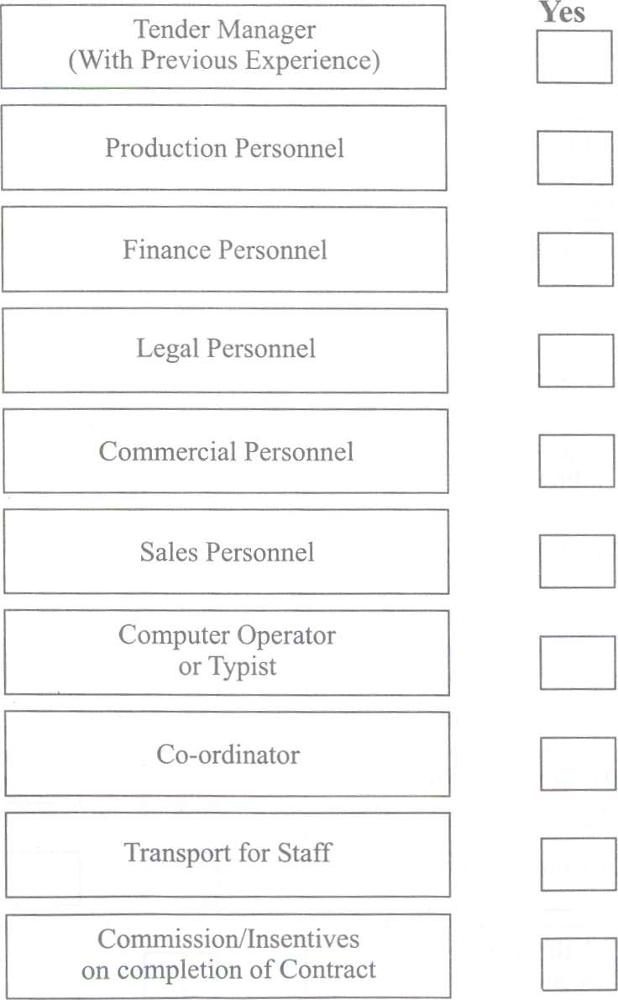 Yes
Tender Manager
(With Previous Experience)
Production Personnel
Finance Personnel
Legal Personnel
Commercial Personnel
Sales Personnel
Computer Operator
or Typist
Co-ordinator
Transport for Staff
Commission/Insentives
on completion of Contract